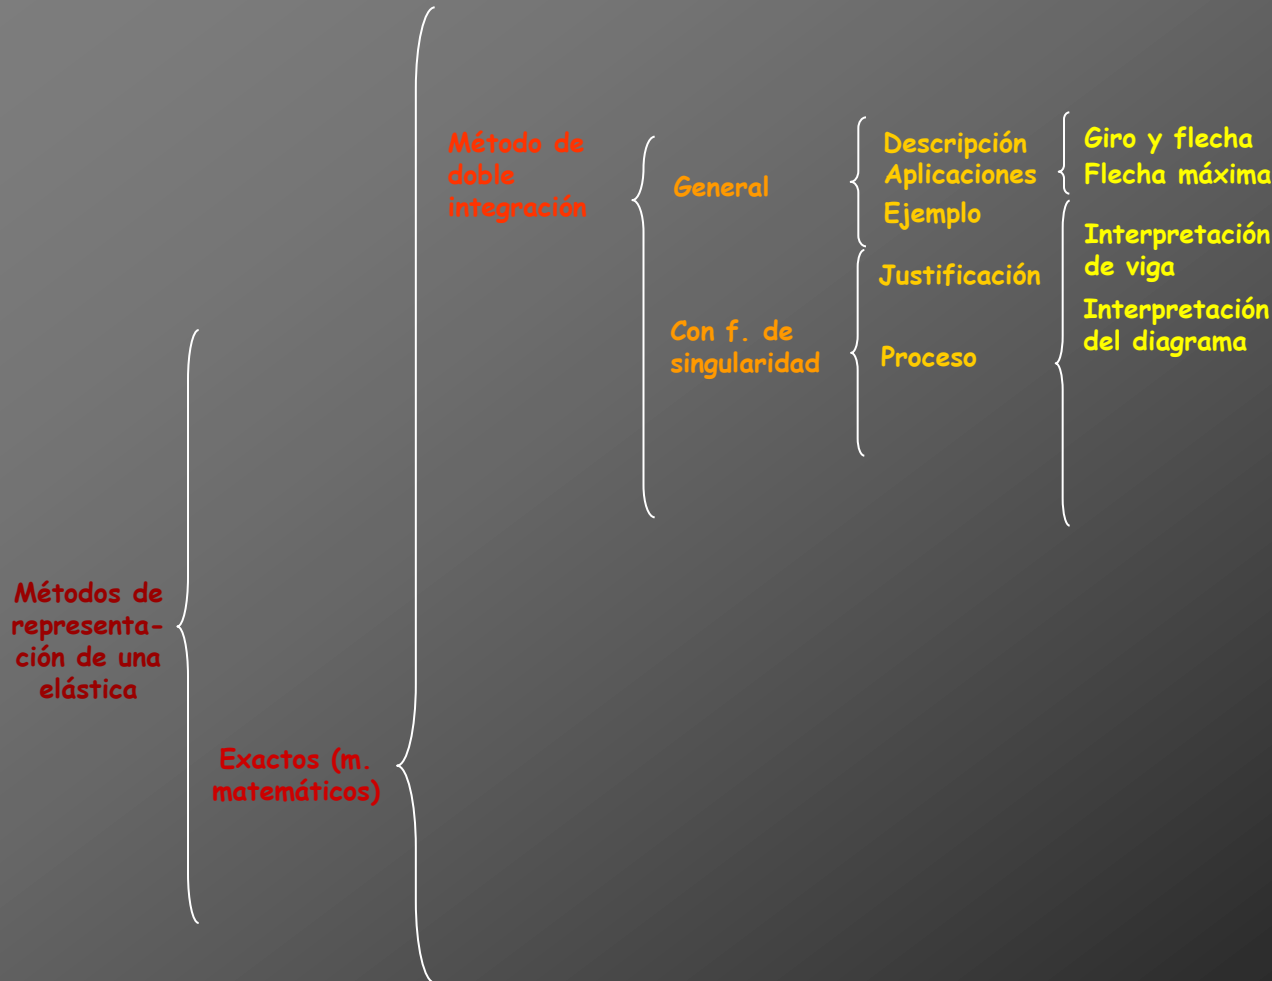 Métodos de
representa-
ción de una
elástica
Exactos (m.
matemáticos)
Método de
doble
integración
General
Descripción
Aplicaciones
Ejemplo
Giro y flecha
Flecha máxima
Con f. de
singularidad
Justificación
Proceso
Interpretación
de viga
Interpretación
del diagrama